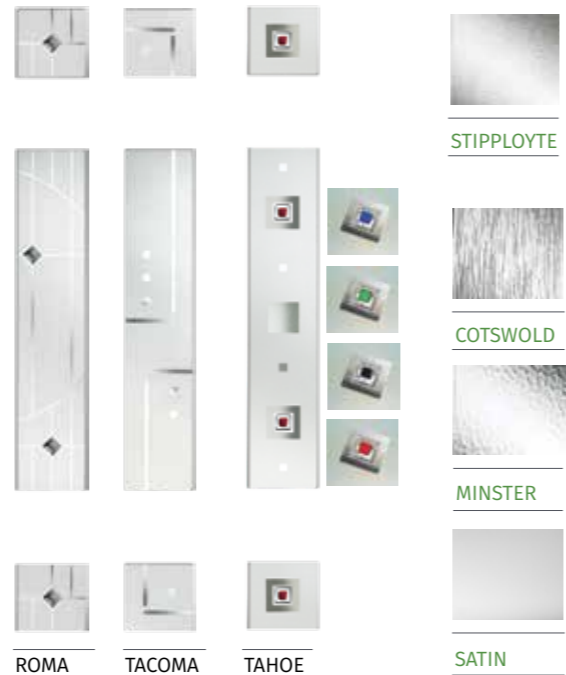 STIPPLOYTE
COTSWOLD
MINSTER
SATIN
ROMA
TACOMA
TAHOE